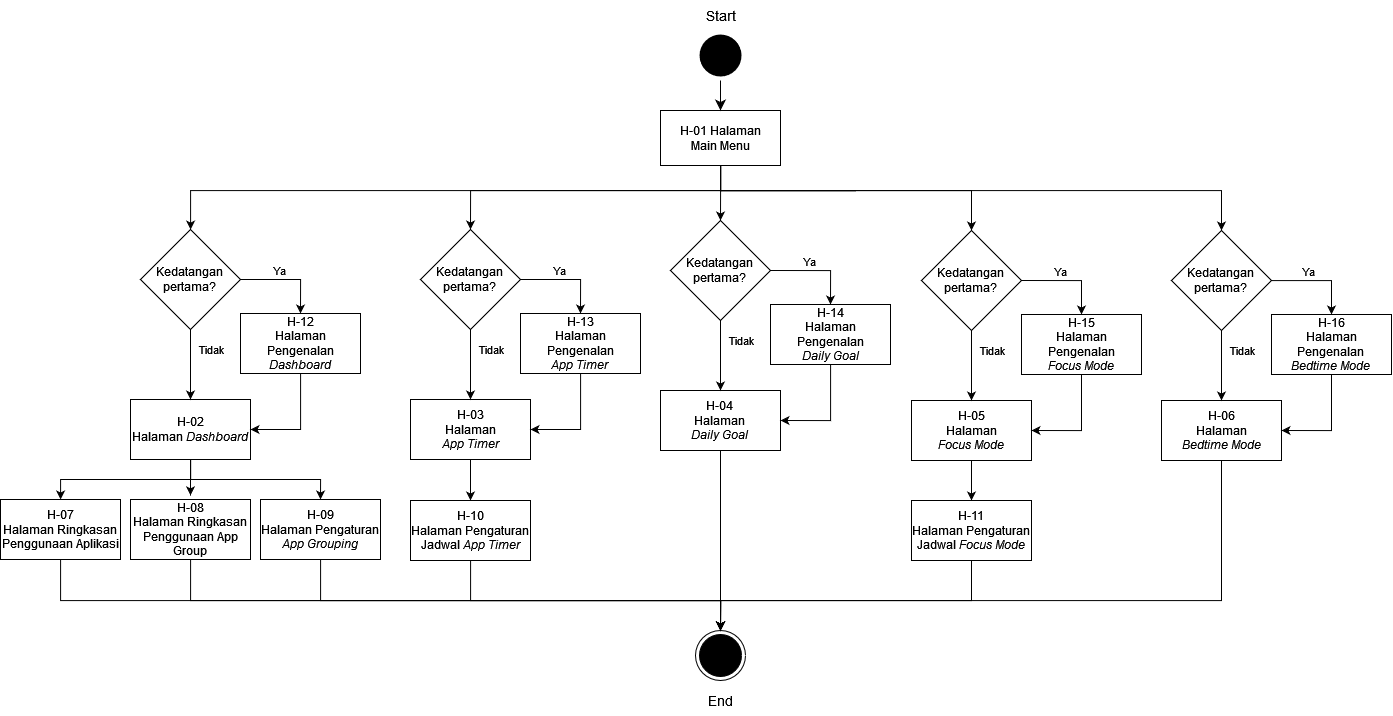 Start
H-01 Halaman
Main Menu
Kedatangan
pertama?
Ya
Tidak
H-12
Halaman
Pengenalan
Dashboard
H-02
Halaman Dashboard
H-07
Halaman Ringkasan
Penggunaan Aplikasi
H-08
Halaman Ringkasan
Penggunaan App
Group
H-09
Halaman Pengaturan
App Grouping
Kedatangan
pertama?
Ya
Tidak
H-13
Halaman
Pengenalan
App Timer
H-03
Halaman
App Timer
H-10
Halaman Pengaturan
Jadwal App Timer
Kedatangan
pertama?
Ya
Tidak
H-14
Halaman
Pengenalan
Daily Goal
H-04
Halaman
Daily Goal
Kedatangan
pertama?
Ya
Tidak
H-15
Halaman
Pengenalan
Focus Mode
H-05
Halaman
Focus Mode
H-11
Halaman Pengaturan
Jadwal Focus Mode
Kedatangan
pertama?
Ya
Tidak
H-16
Halaman
Pengenalan
Bedtime Mode
H-06
Halaman
Bedtime Mode
End